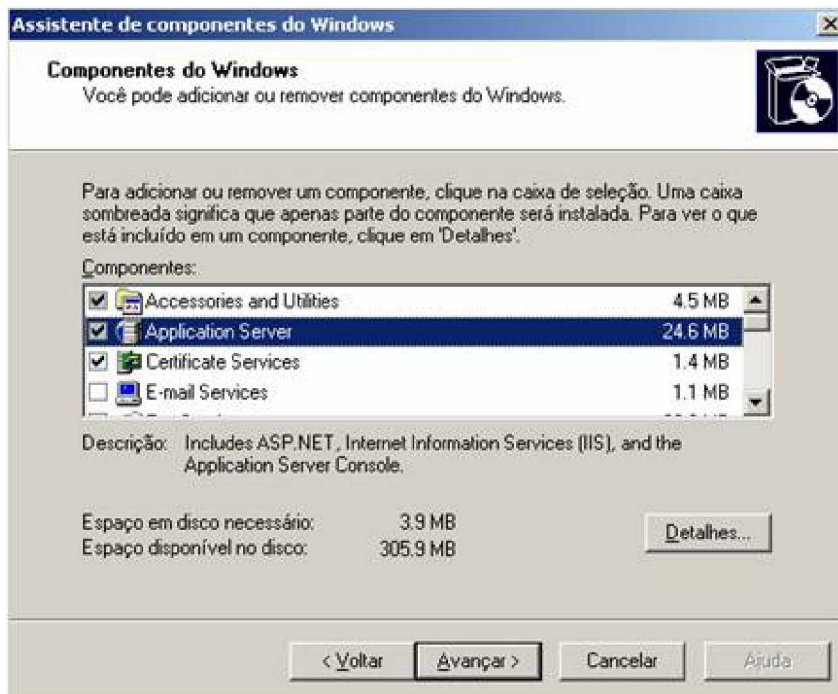 Assistente de componentes do Windows
Componentes do Windows
Você pode adicionar ou remover componentes do Windows.
Para adicionar ou remover um componente, clique na caixa de seleção. Uma caixa
sombreada significa que apenas parte do componente será instalada. Para ver o que
está incluído em um componente, clique em 'Detalhes'.
Componentes:
Accessories and Utilities 4.5 MB
Application Server 24.6 MB
Certificate Services 1.4 MB
E-mail Services 1.1 MB
Descrição: Includes ASP.NET, Internet Information Services (IIS), and the
Application Server Console.
Espaço em disco necessário: 3.9 MB
Espaço disponível no disco: 305.9 MB
Detalhes...
< Voltar Avançar > Cancelar Ajuda